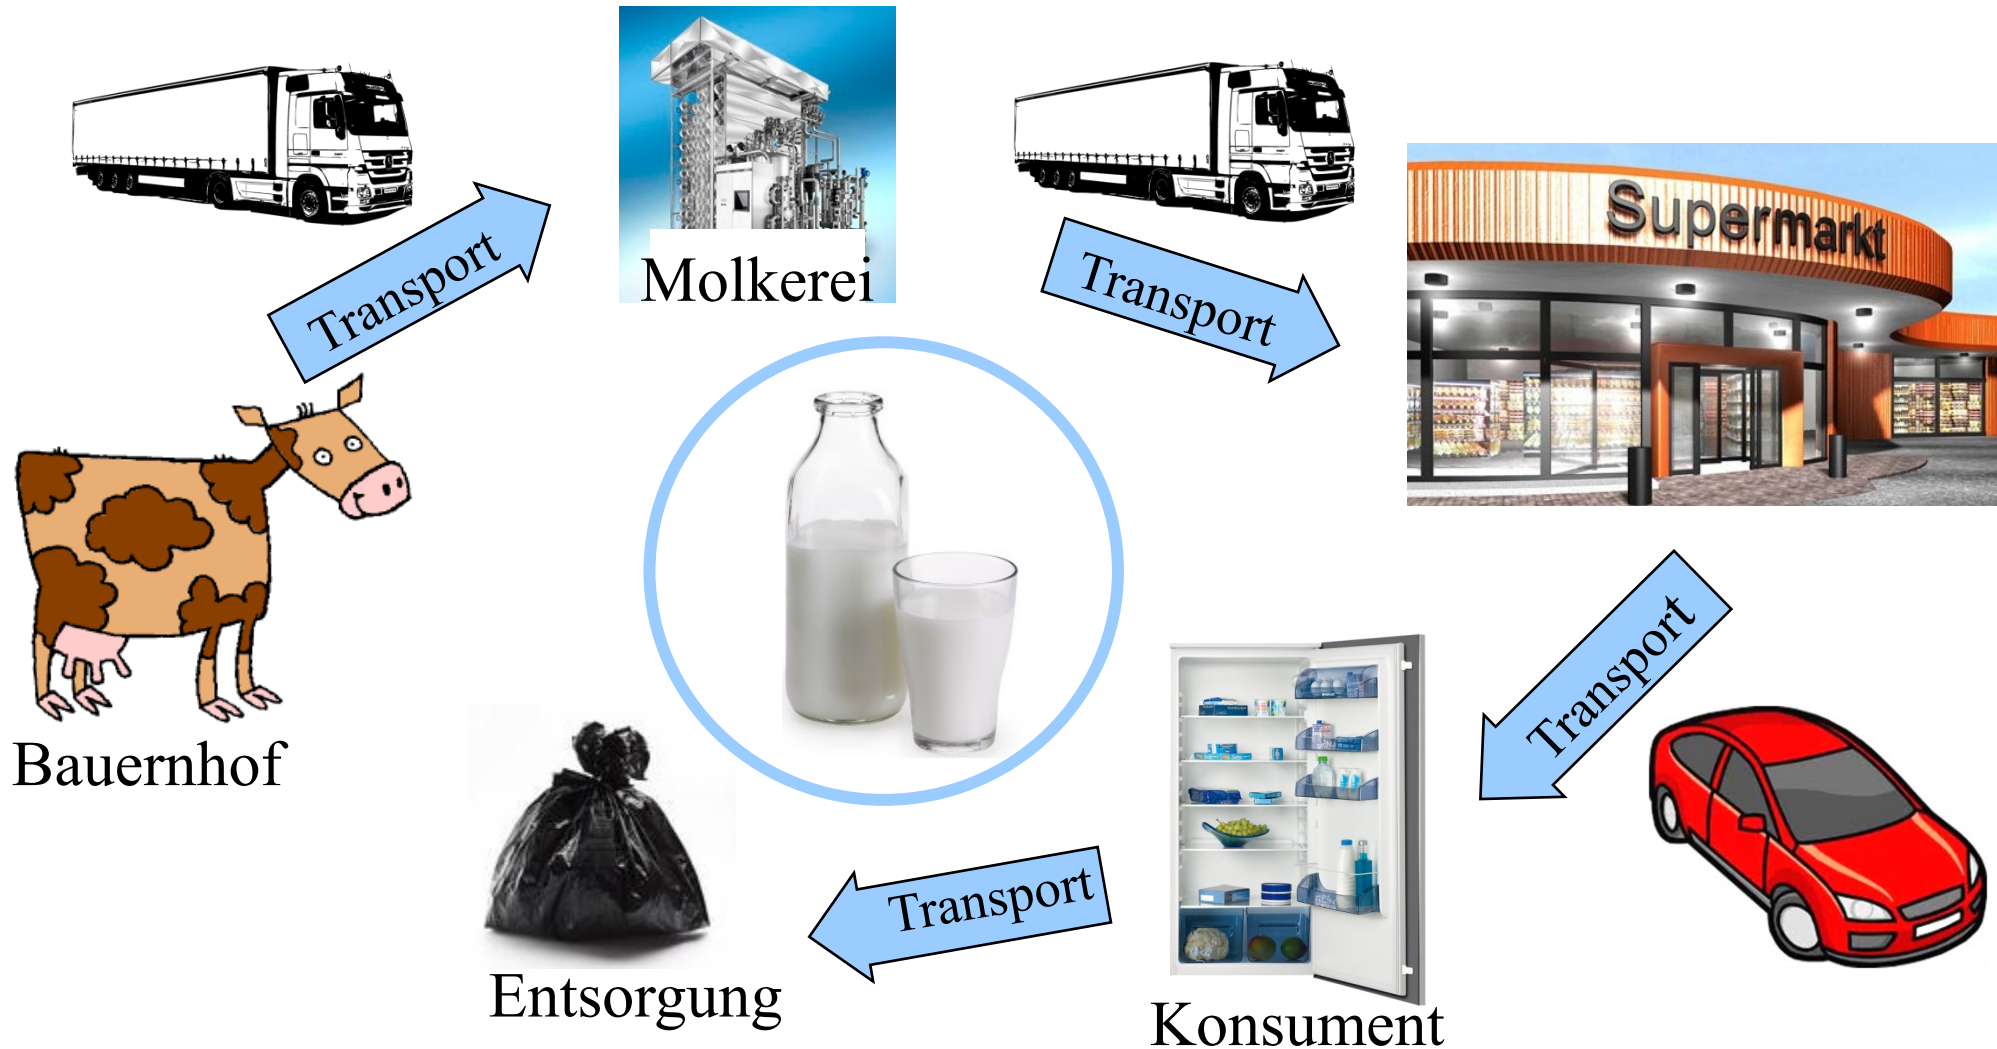 Transport
Molkerei
Transport
Supermarkt
Bauernhof
Transport
Transport
Entsorgung
Konsument